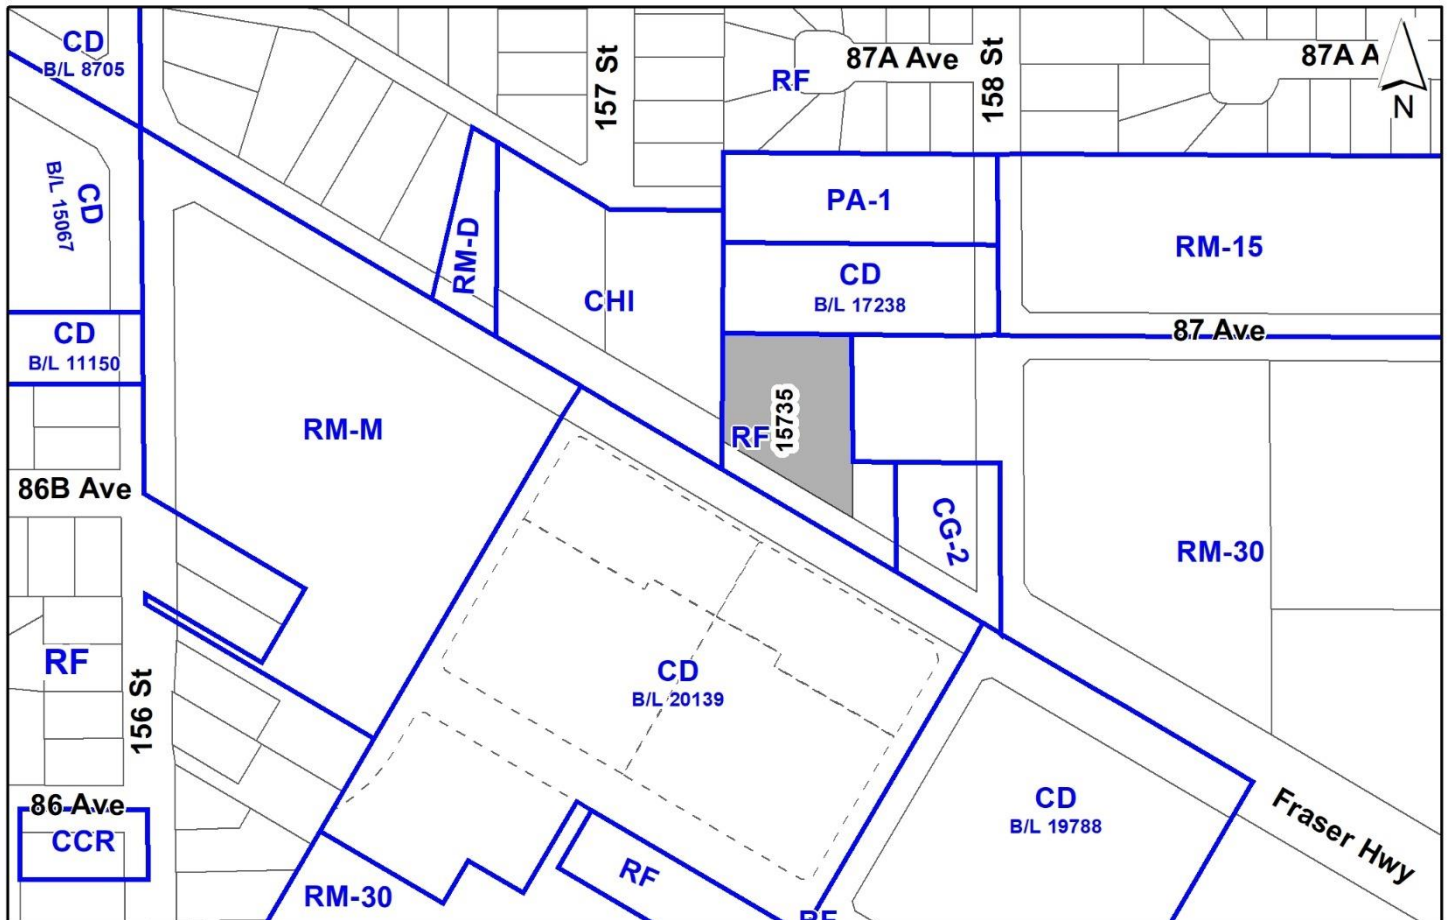 CD
B/L 8705
157 St
RF
87A Ave
158 St
87A A
N
CD
B/L 15067
RM-D
PA-1
RM-15
CHI
CD
B/L 17238
CD
B/L 11150
87 Ave
RM-M
RF
15735
86B Ave
CG-2
RM-30
RF
156 St
CD
B/L 20139
86 Ave
CCR
CD
B/L 19788
Fraser Hwy
RF
RM-30
RF